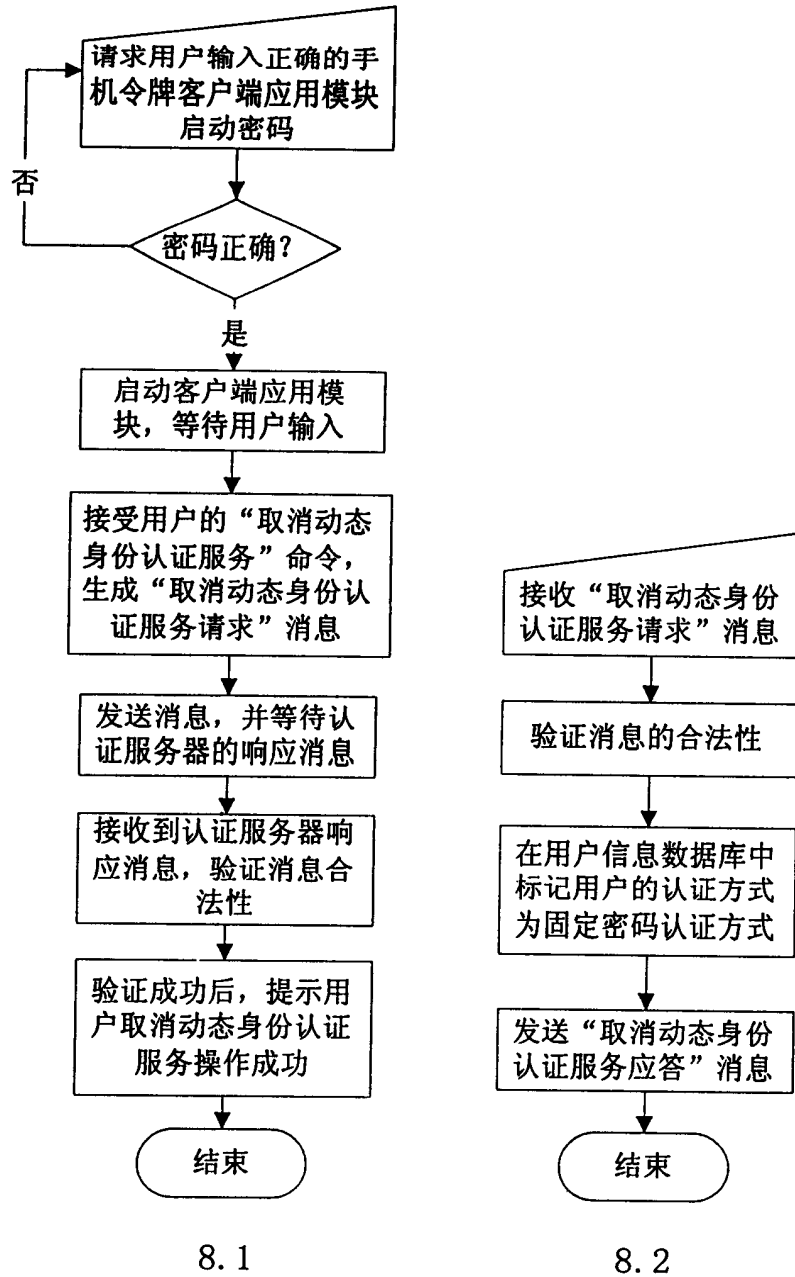 请求用户输入正确的手
机令牌客户端应用模块
启动密码
否
密码正确?
是
启动客户端应用模
块，等待用户输入
接受用户的“取消动态
身份认证服务”命令，
生成“取消动态身份认
证服务请求”消息
发送消息，并等待认
证服务器的响应消息
接收到认证服务器响
应消息，验证消息合
法性
验证成功后，提示用
户取消动态身份认证
服务操作成功
结束
8.1
接收“取消动态身份
认证服务请求”消息
验证消息的合法性
在用户信息数据库中
标记用户的认证方式
为固定密码认证方式
发送“取消动态身份
认证服务应答”消息
结束
8.2